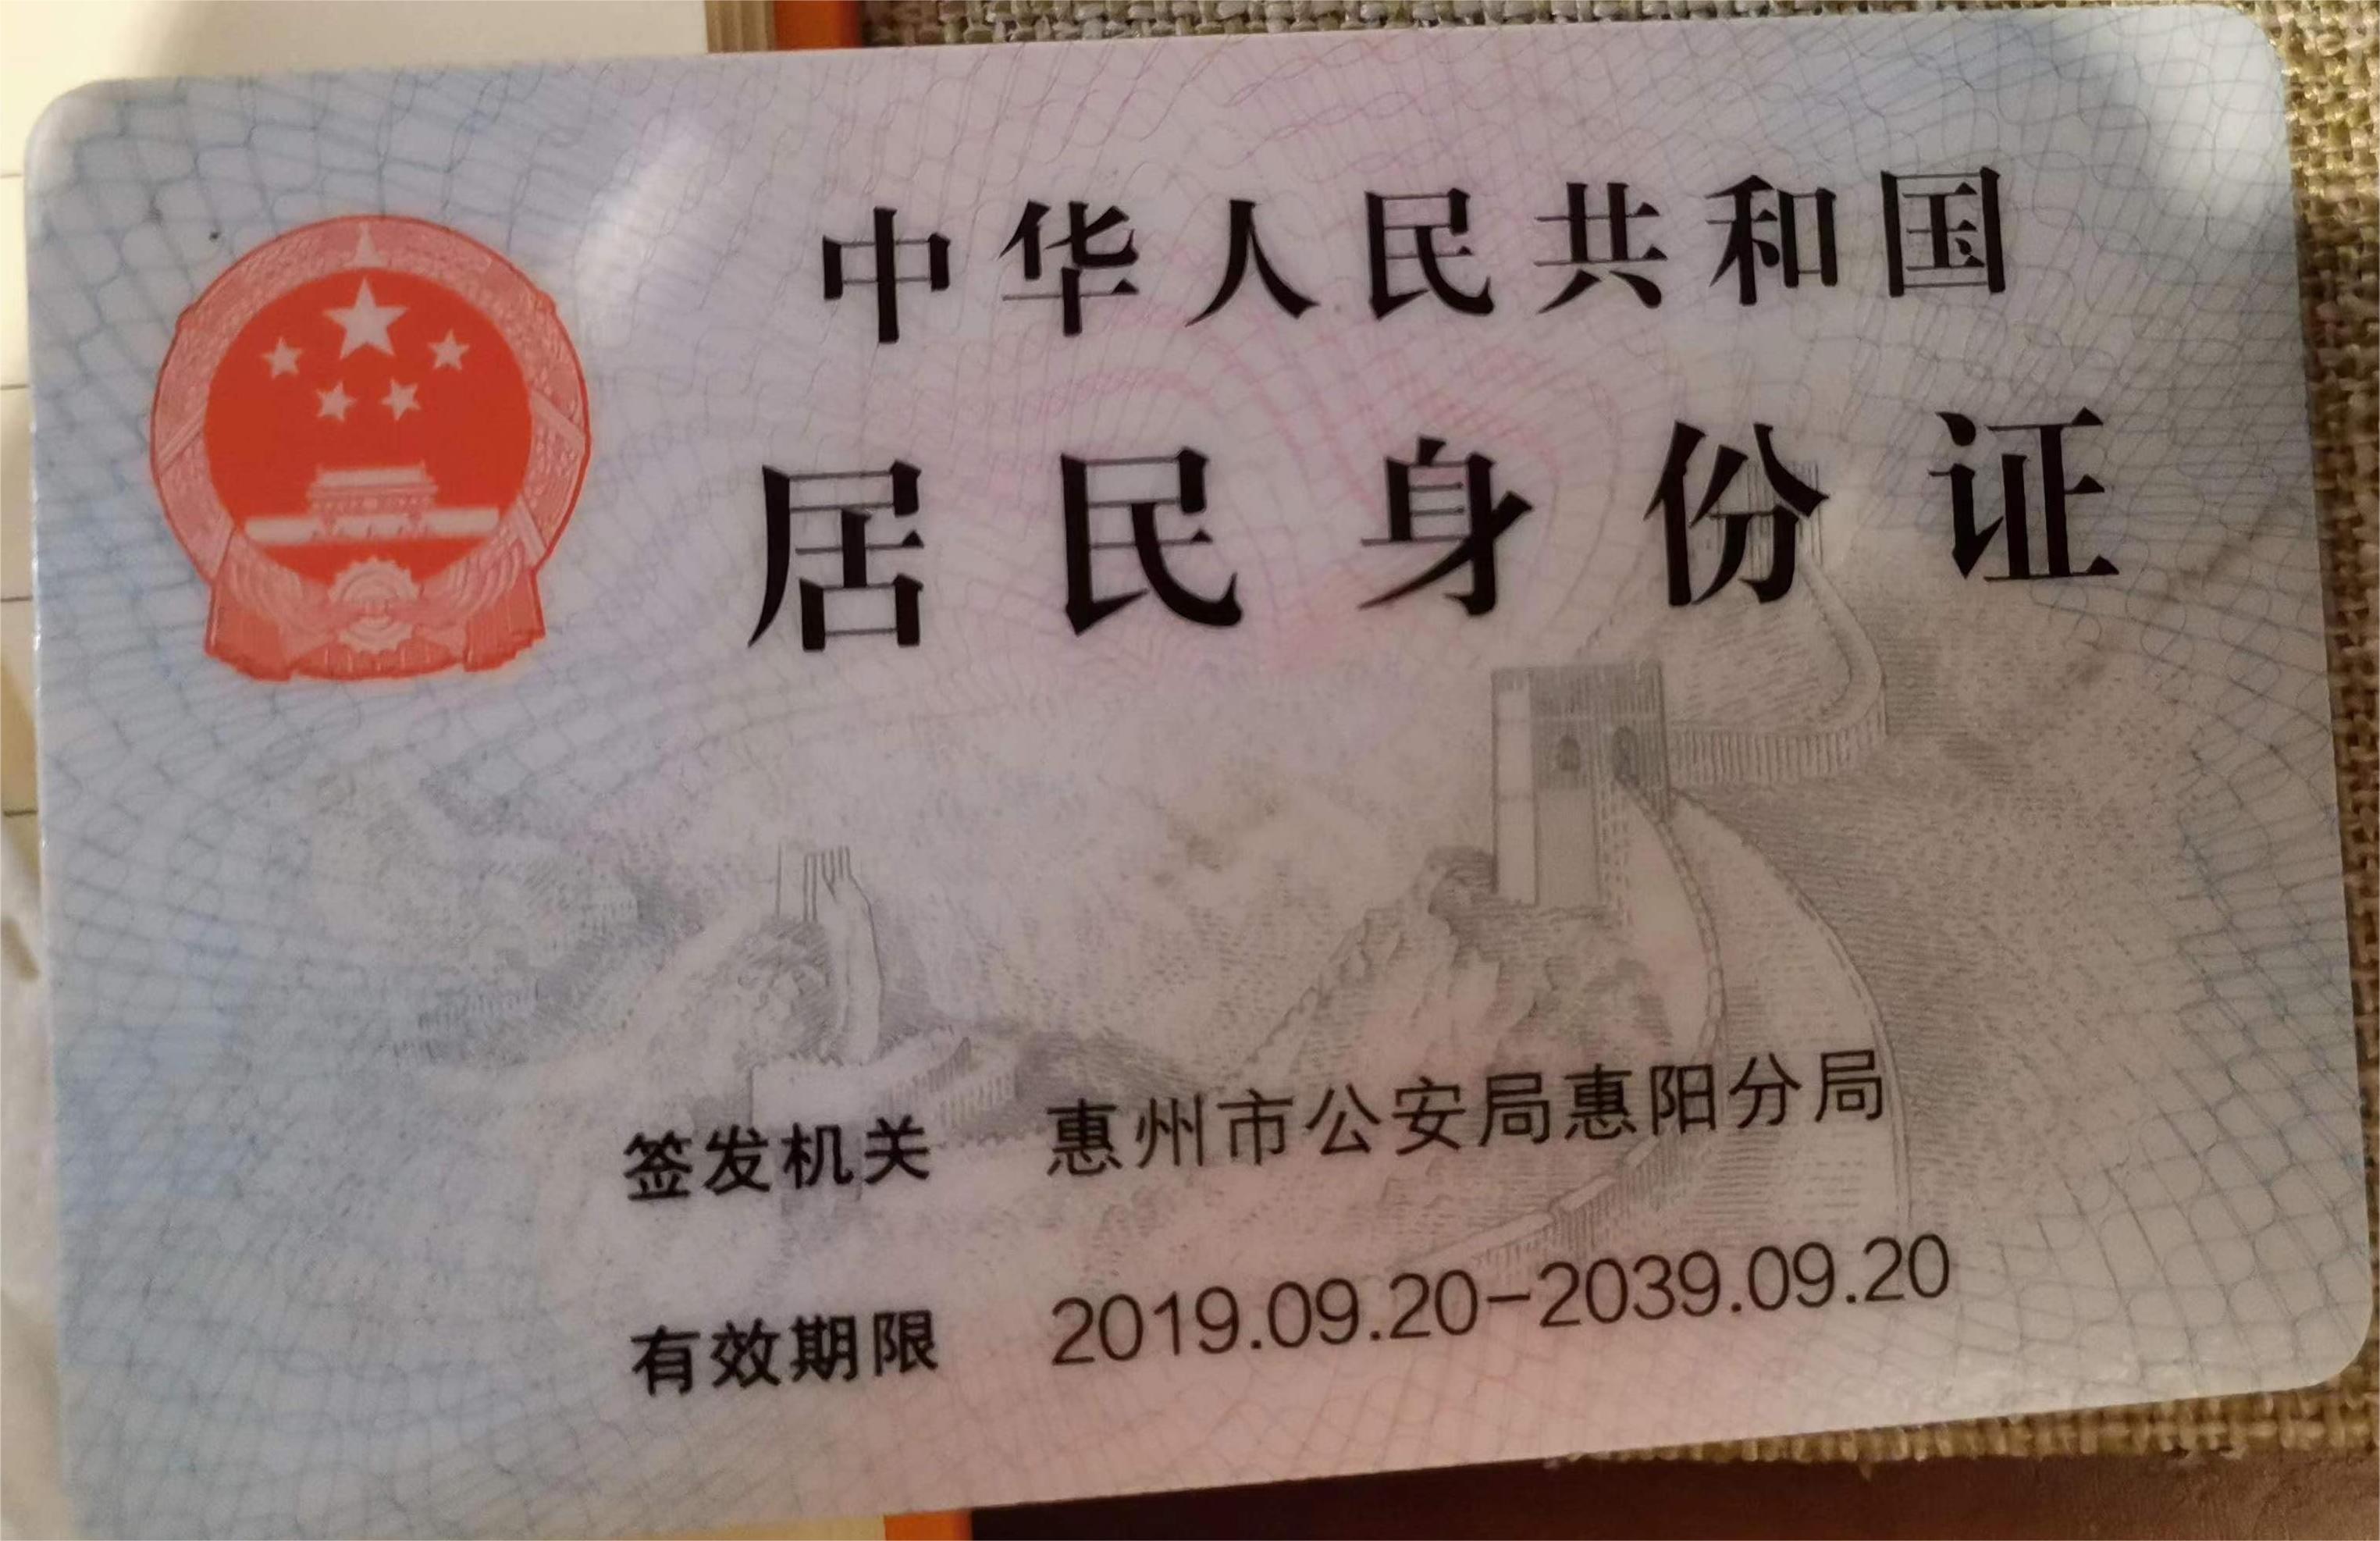 中华人民共和国
居民身份证
签发机关 惠州市公安局惠阳分局
有效期限 2019.09.20-2039.09.20